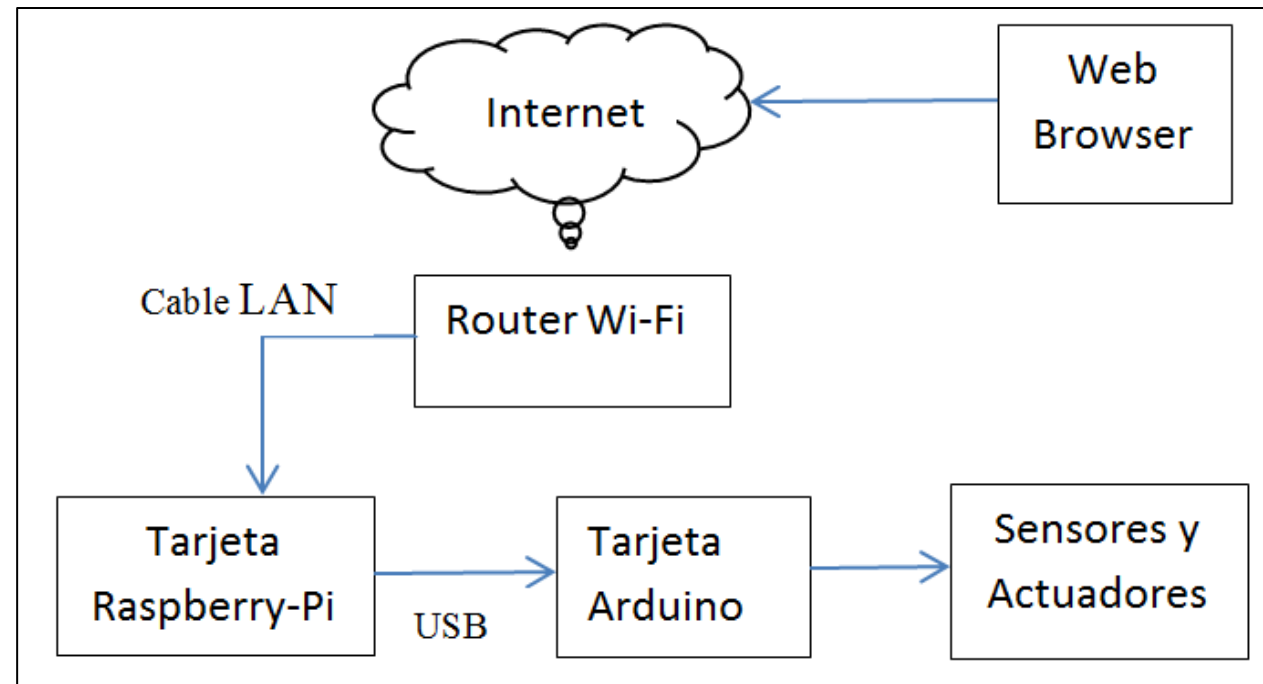 Internet
Web
Browser
Cable LAN
Router Wi-Fi
Tarjeta
Raspberry-Pi
USB
Tarjeta
Arduino
Sensores y
Actuadores